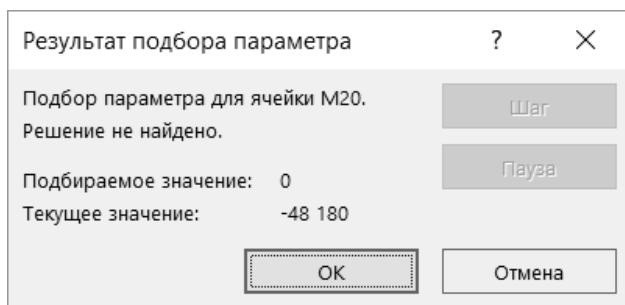 Результат подбора параметра ?
Подбор параметра для ячейки M20.
Решение не найдено.
Шаг
Пауза
Подбираемое значение: 0
Текущее значение: -48 180
ОК
Отмена